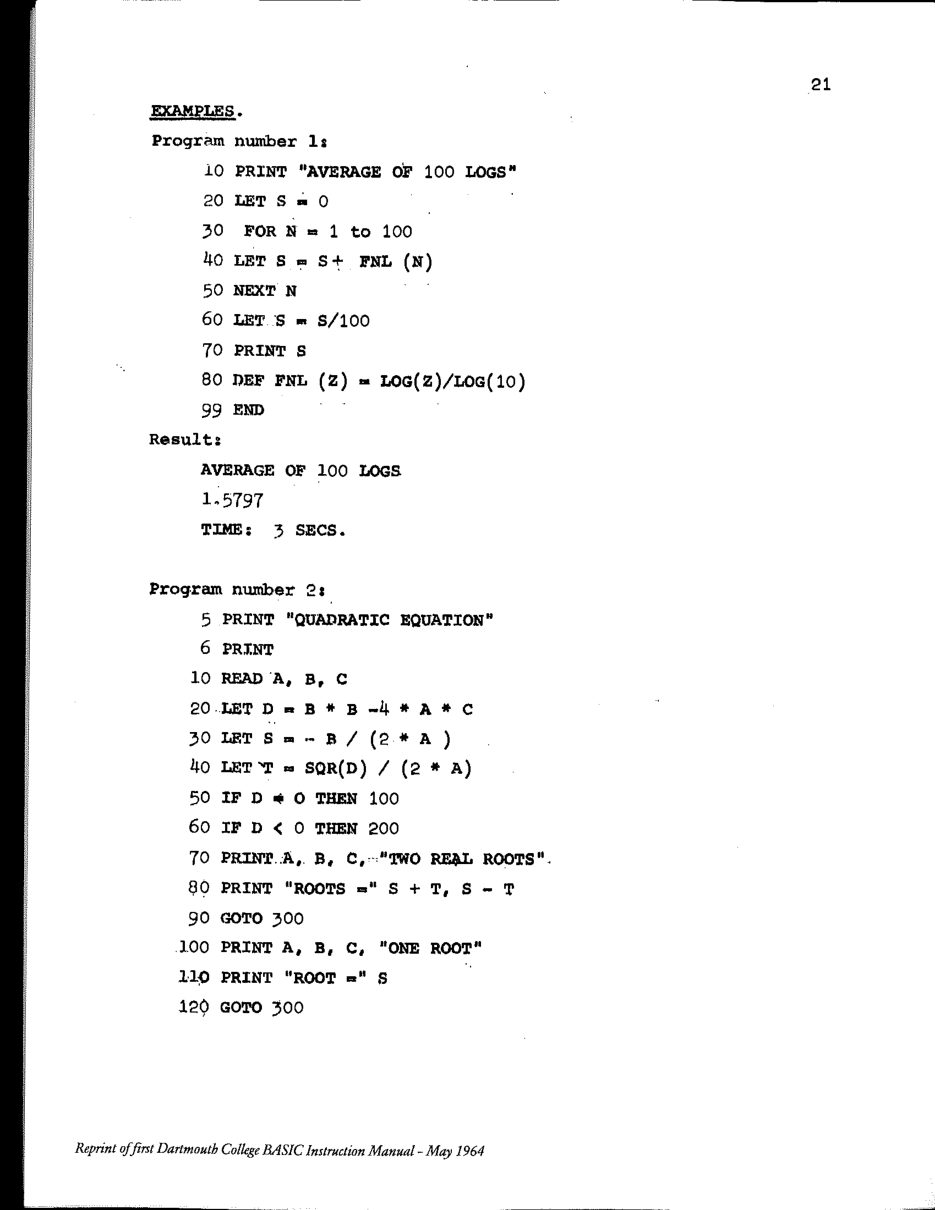 21
EXAMPLES.
Program number 1:
10 PRINT "AVERAGE OF 100 LOGS"
20 LET S = 0
30 FOR N = 1 to 100
40 LET S = S+ FNL (N)
50 NEXT N
60 LET S = S/100
70 PRINT S
80 DEF FNL (Z) = LOG(Z)/LOG(10)
99 END
Result:
AVERAGE OF 100 LOGS
1.5797
TIME: 3 SECS.
Program number 2:
5 PRINT "QUADRATIC EQUATION"
6 PRINT
10 READ A, B, C
20 LET D = B * B -4 * A * C
30 LET S = - B / (2 * A )
40 LET T = SQR(D) / (2 * A)
50 IF D = 0 THEN 100
60 IF D < 0 THEN 200
70 PRINT A, B, C, "TWO REAL ROOTS".
80 PRINT "ROOTS =" S + T, S - T
90 GOTO 300
100 PRINT A, B, C, "ONE ROOT"
110 PRINT "ROOT =" S
120 GOTO 300
Reprint of first Dartmouth College BASIC Instruction Manual - May 1964